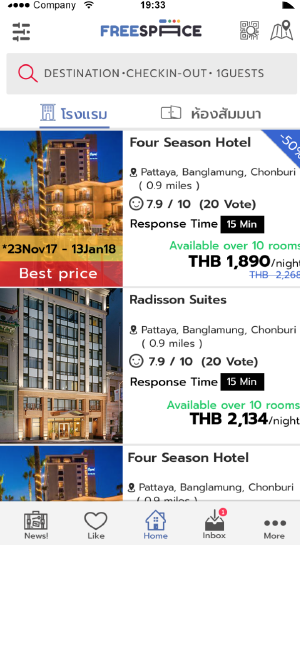 Company 19:33
FREESPACE
DESTINATION•CHECKIN-OUT• 1GUESTS
โรงแรม ห้องสัมมนา
Four Season Hotel
-50%
Pattaya, Banglamung, Chonburi
( 0.9 miles )
7.9 / 10 (20 Vote)
Response Time 15 Min
Available over 10 rooms
*23Nov17 - 13Jan18
THB 1,890/night
Best price
THB 2,268
Radisson Suites
Pattaya, Banglamung, Chonburi
( 0.9 miles )
7.9 / 10 (20 Vote)
Response Time 15 Min
Available over 10 rooms
THB 2,134/night
Four Season Hotel
Pattaya, Banglamung, Chonburi
( 0.9 miles )
News! Like Home Inbox More